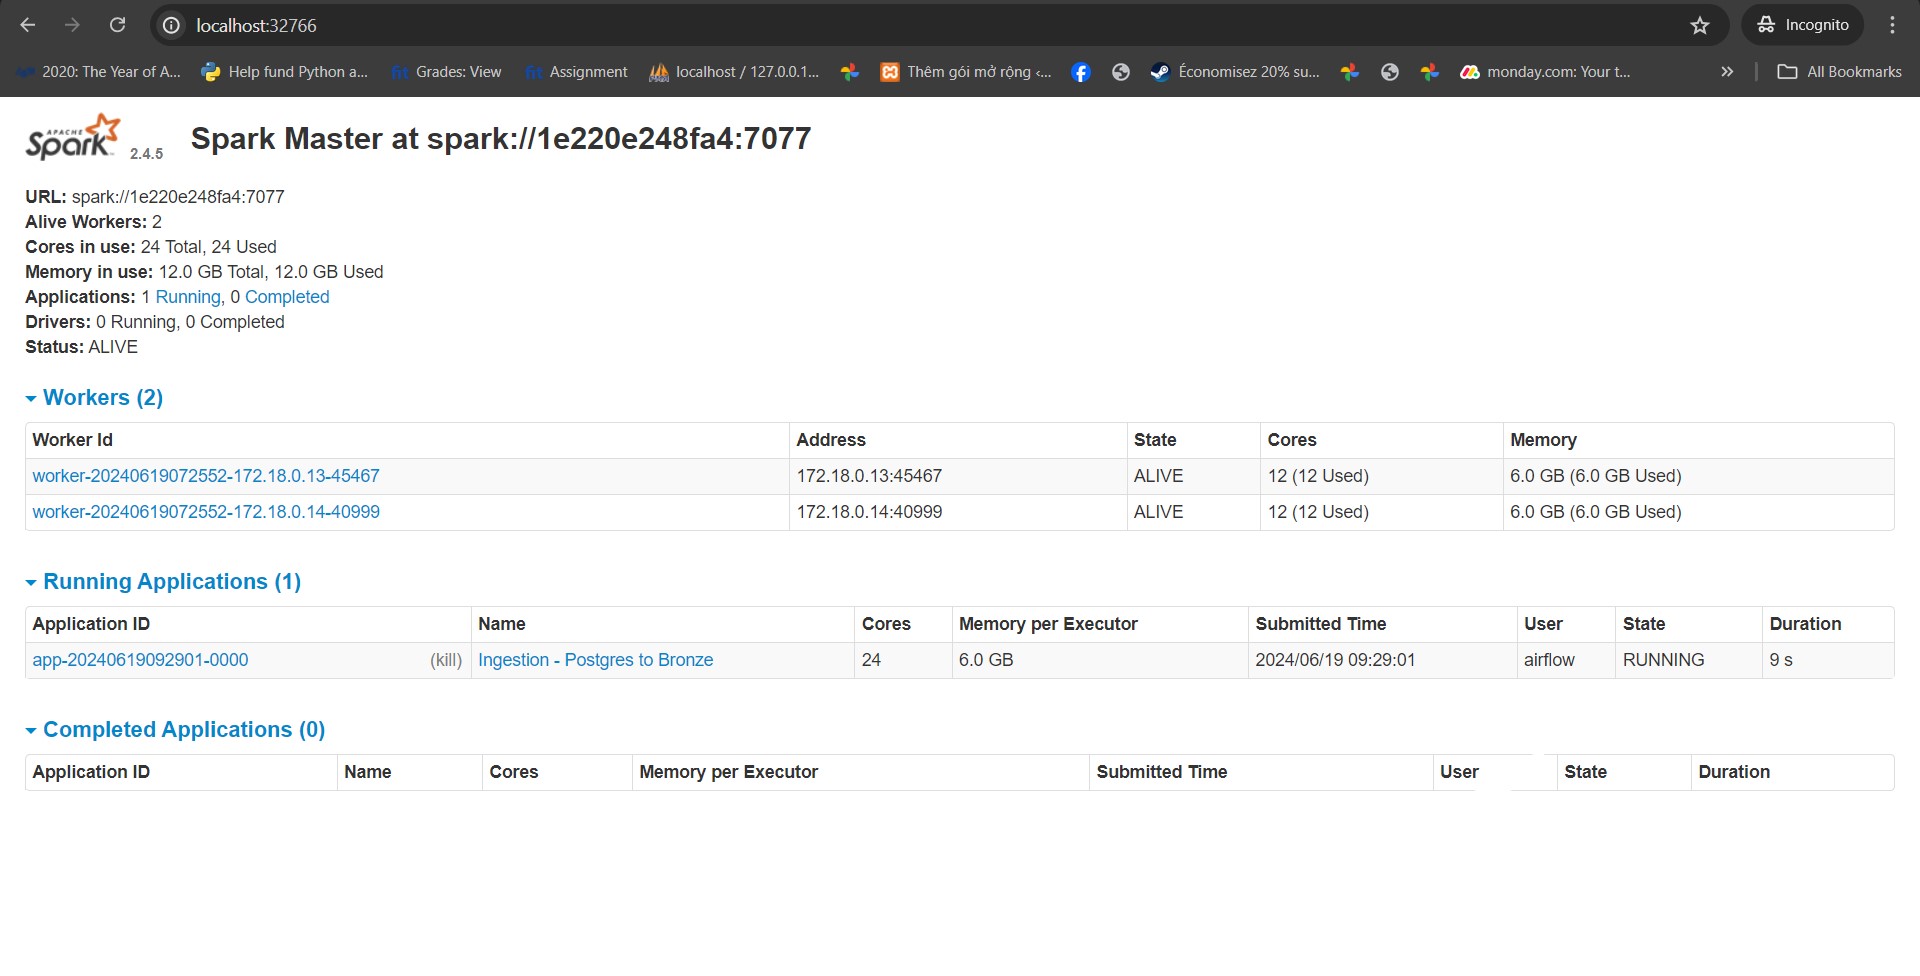 localhost:32766
Incognito
2020: The Year of A...
Help fund Python a...
fit Grades: View
fit Assignment
localhost / 127.0.0.1...
Thêm gói mở rộng ‹...
Économisez 20% su...
monday.com: Your t...
All Bookmarks
APACHE
Spark 2.4.5
Spark Master at spark://1e220e248fa4:7077
URL: spark://1e220e248fa4:7077
Alive Workers: 2
Cores in use: 24 Total, 24 Used
Memory in use: 12.0 GB Total, 12.0 GB Used
Applications: 1 Running, 0 Completed
Drivers: 0 Running, 0 Completed
Status: ALIVE
Workers (2)
Worker Id Address State Cores Memory
worker-20240619072552-172.18.0.13-45467 172.18.0.13:45467 ALIVE 12 (12 Used) 6.0 GB (6.0 GB Used)
worker-20240619072552-172.18.0.14-40999 172.18.0.14:40999 ALIVE 12 (12 Used) 6.0 GB (6.0 GB Used)
Running Applications (1)
Application ID Name Cores Memory per Executor Submitted Time User State Duration
app-20240619092901-0000 (kill) Ingestion - Postgres to Bronze 24 6.0 GB 2024/06/19 09:29:01 airflow RUNNING 9 s
Completed Applications (0)
Application ID Name Cores Memory per Executor Submitted Time User State Duration